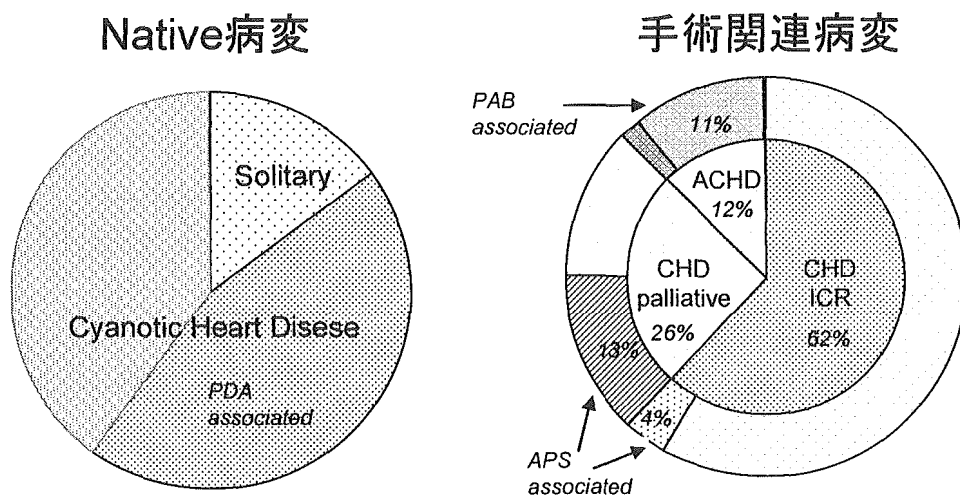 Native病変
Solitary
Cyanotic Heart Disese
PDA
associated
手術関連病変
PAB
associated
11%
ACHD
12%
CHD
palliative
26%
CHD
ICR
62%
13%
4%
APS
associated